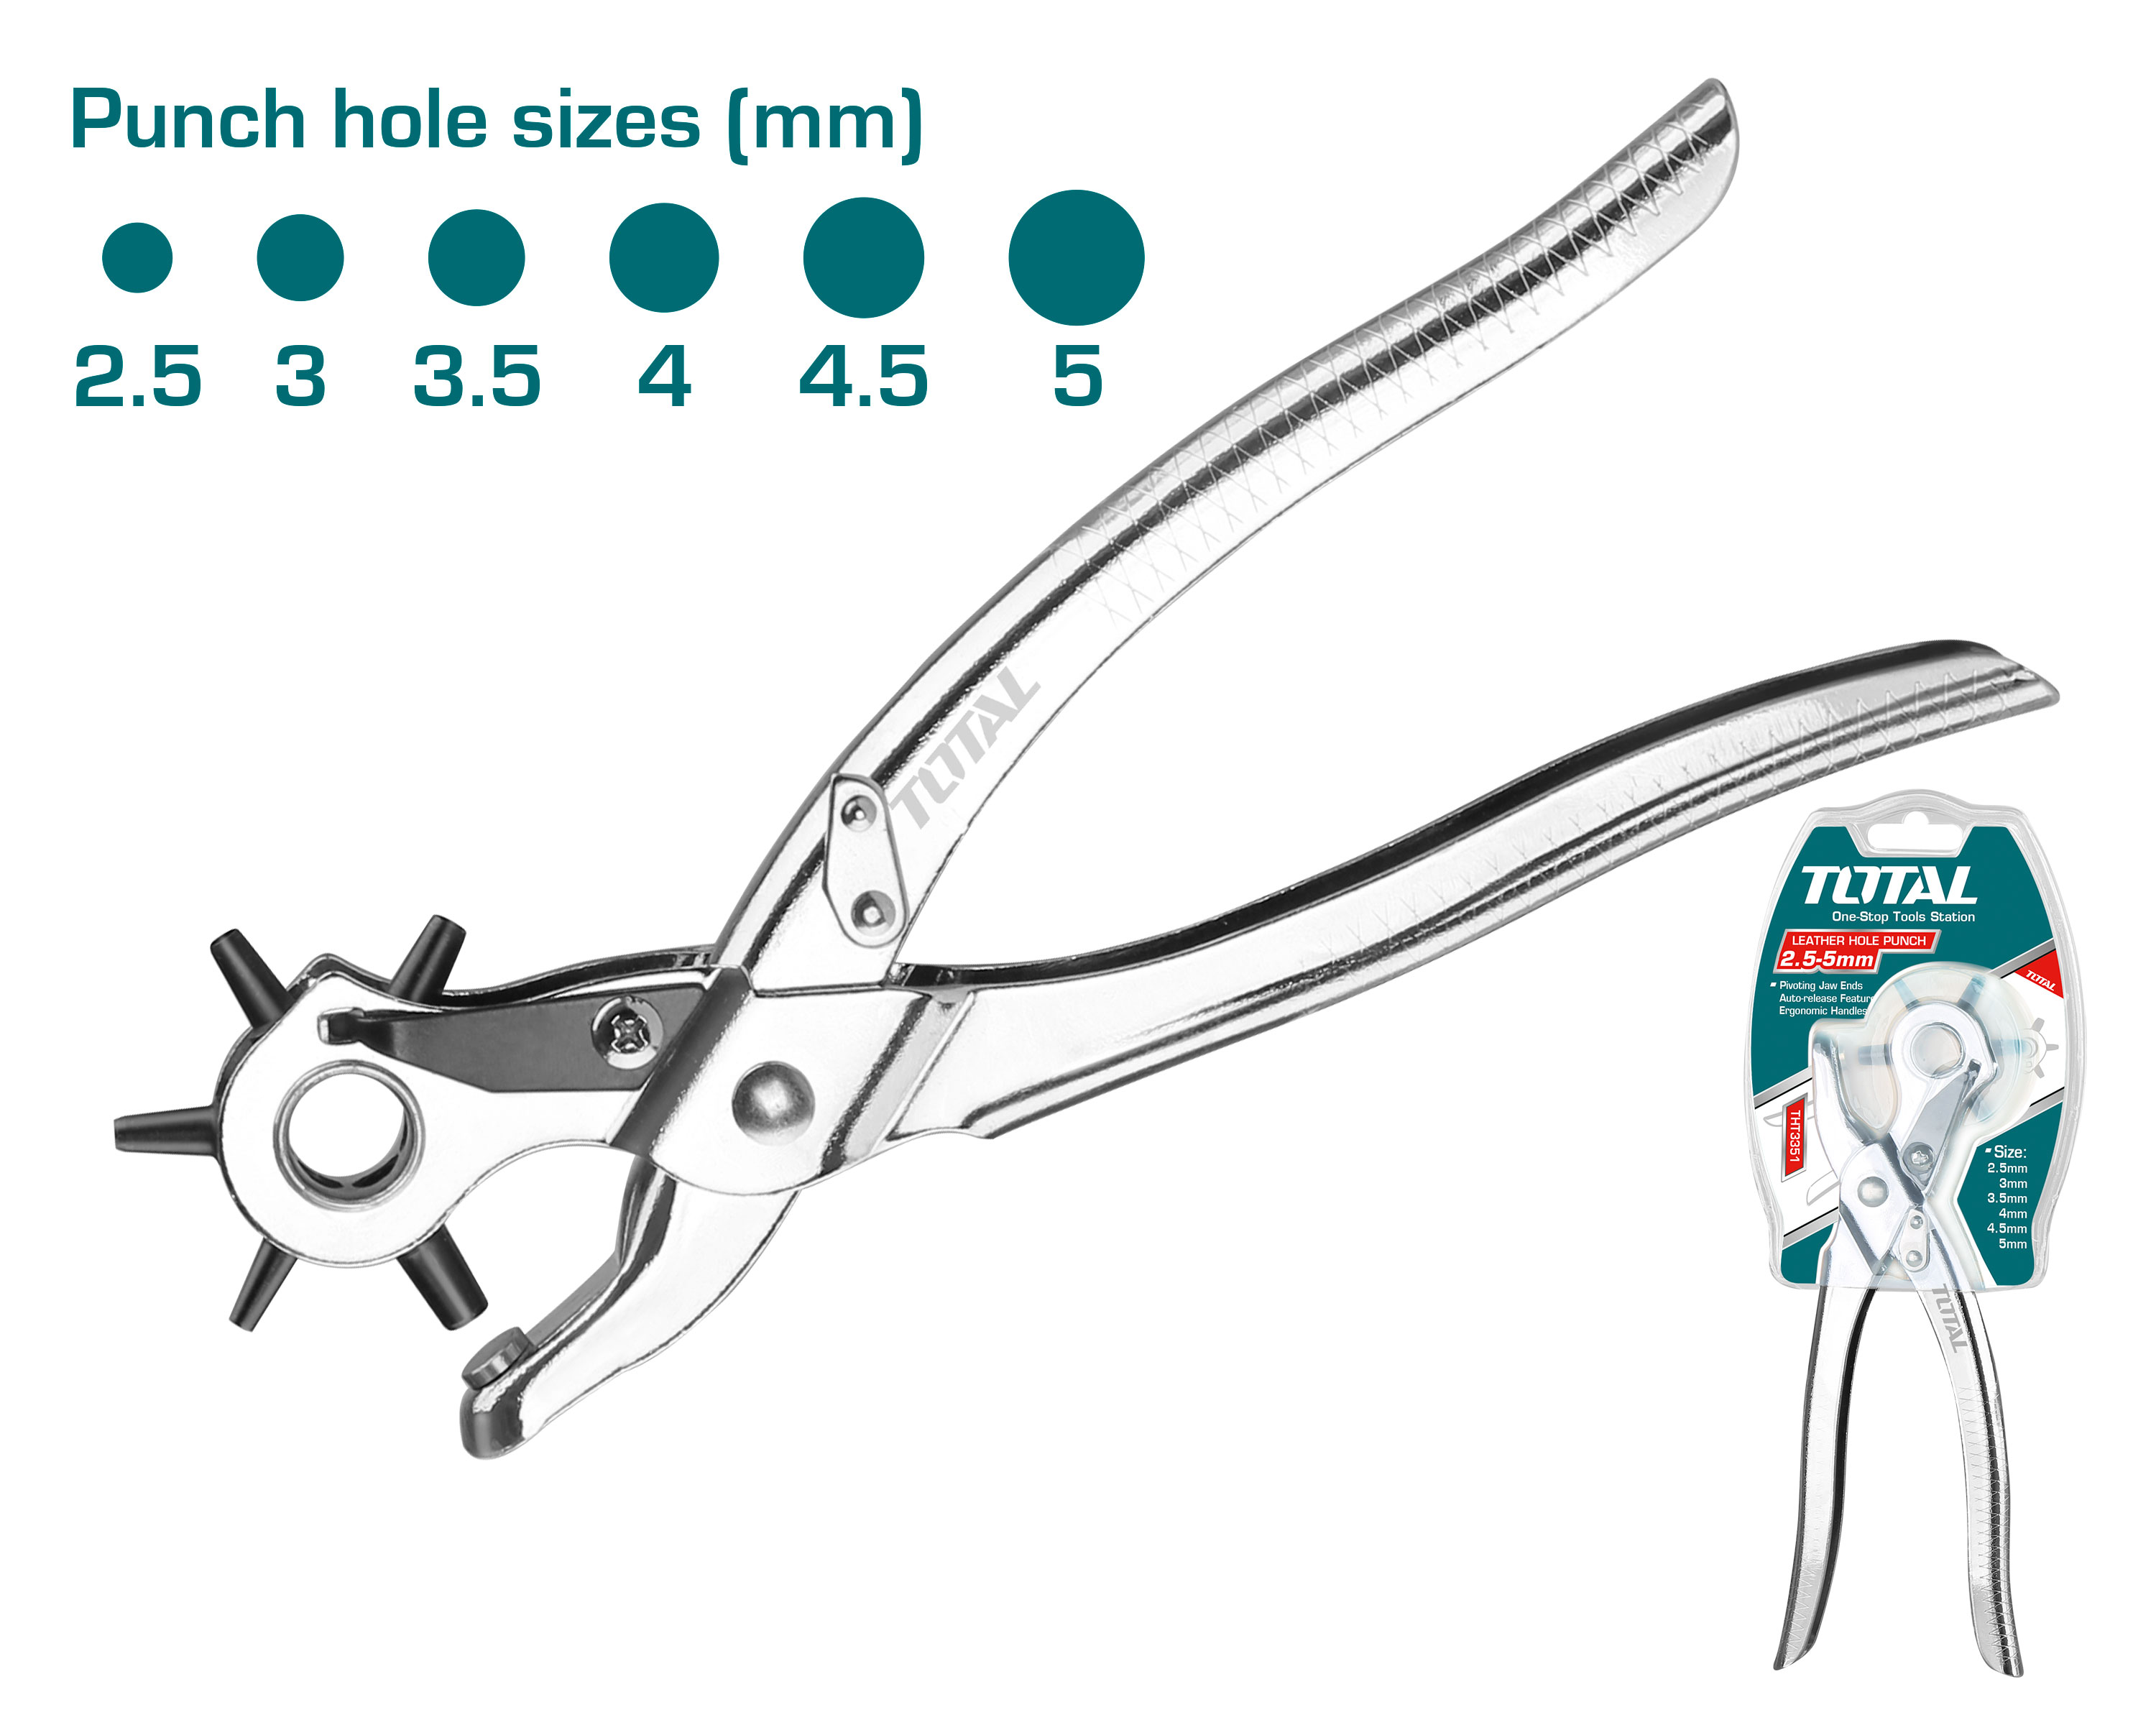 Punch hole sizes (mm)
2.5 3 3.5 4 4.5 5
TOTAL
TOTAL
One-Stop Tools Station
LEATHER HOLE PUNCH
2.5-5mm
Pivoting Jaw Ends
Auto-release Feature
Ergonomic Handles
TOTAL
THT3351
Size:
2.5mm
3mm
3.5mm
4mm
4.5mm
5mm
TOTAL